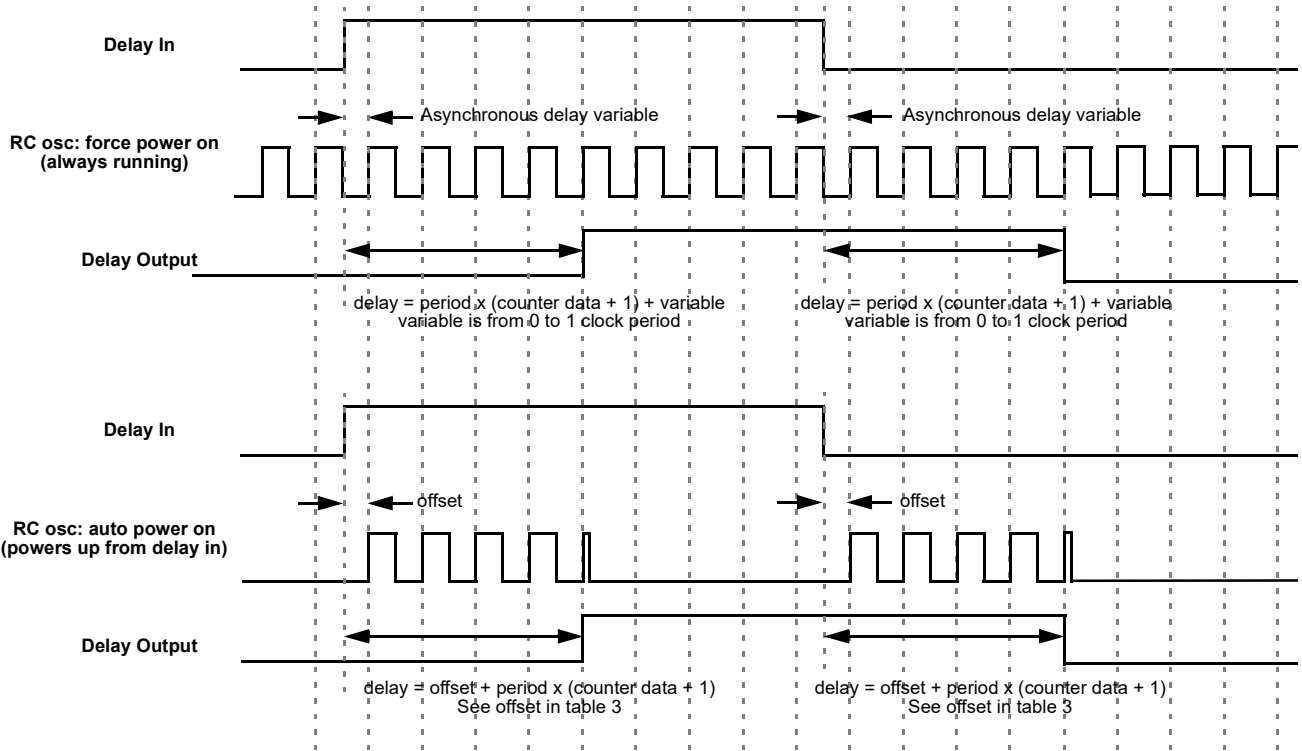 Delay In
Asynchronous delay variable
Asynchronous delay variable
RC osc: force power on
(always running)
Delay Output
delay = period x (counter data + 1) + variable
variable is from 0 to 1 clock period
delay = period x (counter data + 1) + variable
variable is from 0 to 1 clock period
Delay In
offset
offset
RC osc: auto power on
(powers up from delay in)
Delay Output
delay = offset + period x (counter data + 1)
See offset in table 3
delay = offset + period x (counter data + 1)
See offset in table 3